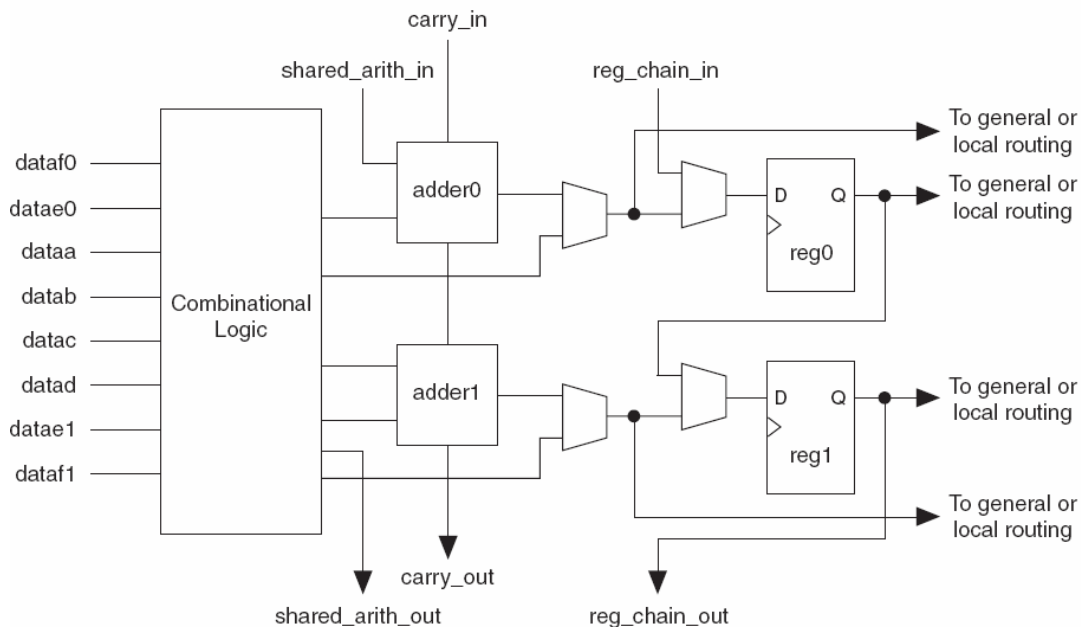 carry_in
shared_arith_in
reg_chain_in
To general or
local routing
dataf0
datae0
dataa
datab
datac
datad
datae1
dataf1
Combinational
Logic
adder0
D
Q
reg0
To general or
local routing
adder1
D
Q
reg1
To general or
local routing
To general or
local routing
carry_out
shared_arith_out
reg_chain_out